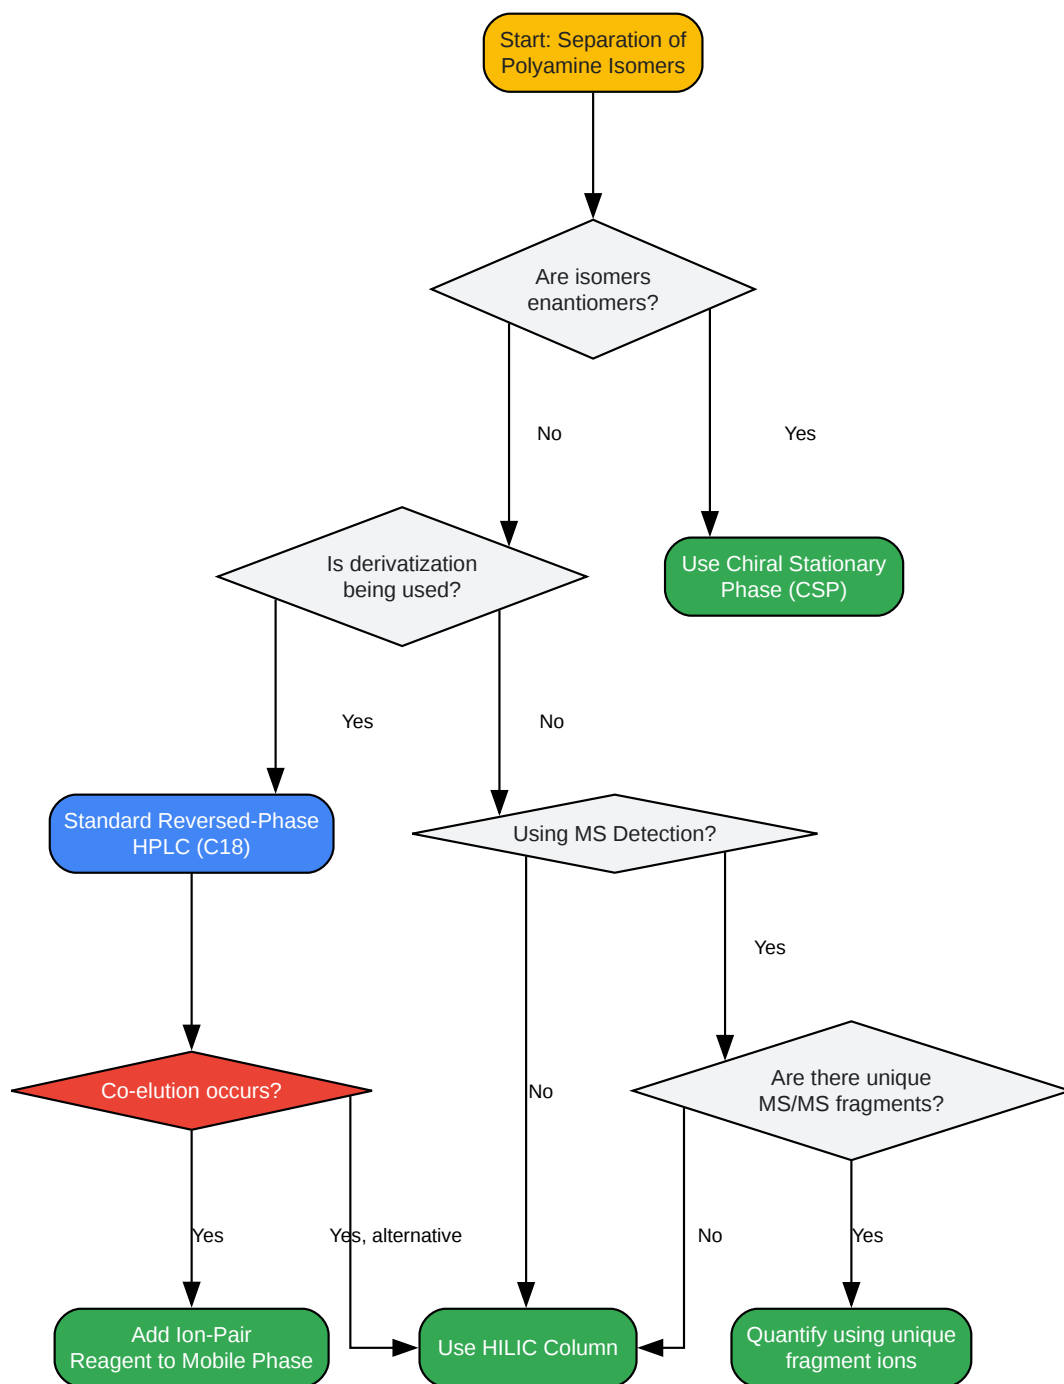 Start: Separation of
Polyamine Isomers
Are isomers
enantiomers?
No
Yes
Is derivatization
being used?
Use Chiral Stationary
Phase (CSP)
Yes
No
Standard Reversed-Phase
HPLC (C18)
Using MS Detection?
Yes
Co-elution occurs?
No
Are there unique
MS/MS fragments?
Yes
Yes, alternative
No
Yes
Add Ion-Pair
Reagent to Mobile Phase
Use HILIC Column
Quantify using unique
fragment ions